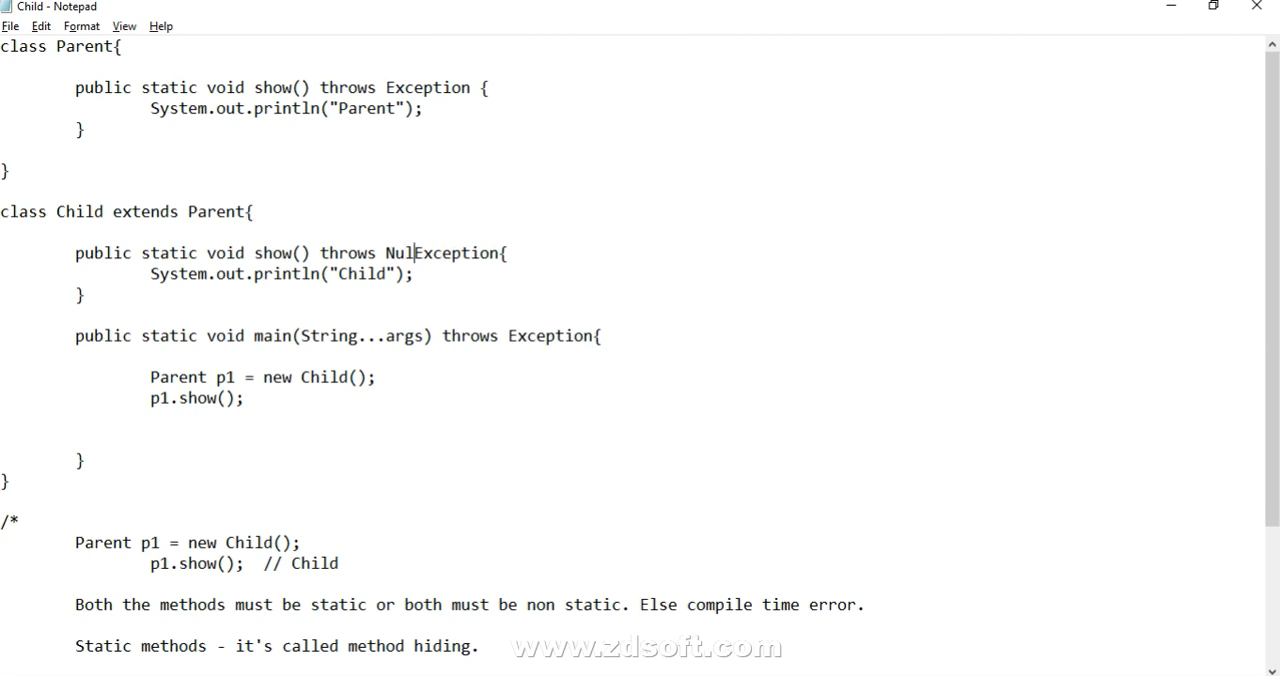 Child - Notepad
File Edit Format View Help
class Parent{
public static void show() throws Exception {
System.out.println("Parent");
}
}
class Child extends Parent{
public static void show() throws NulException{
System.out.println("Child");
}
public static void main(String...args) throws Exception{
Parent p1 = new Child();
p1.show();
}
}
/*
Parent p1 = new Child();
p1.show();  // Child
Both the methods must be static or both must be non static. Else compile time error.
Static methods - it's called method hiding.
www.zdsoft.com